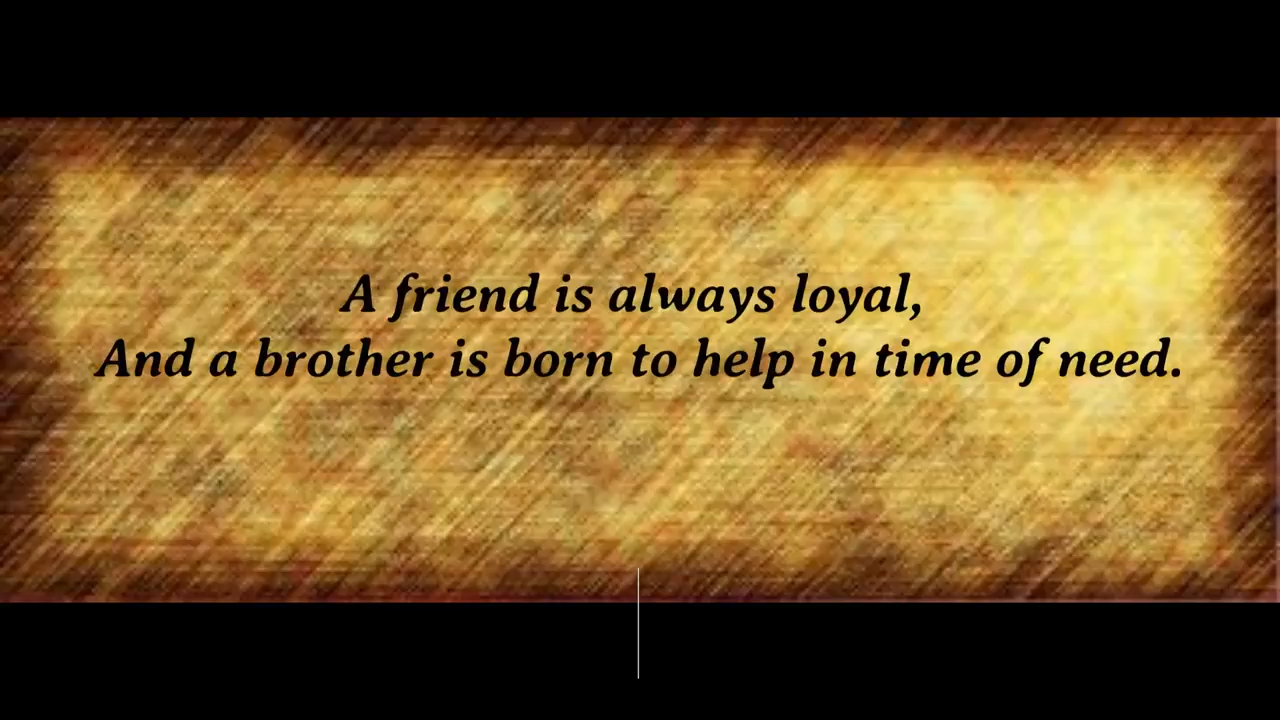 A friend is always loyal,
And a brother is born to help in time of need.